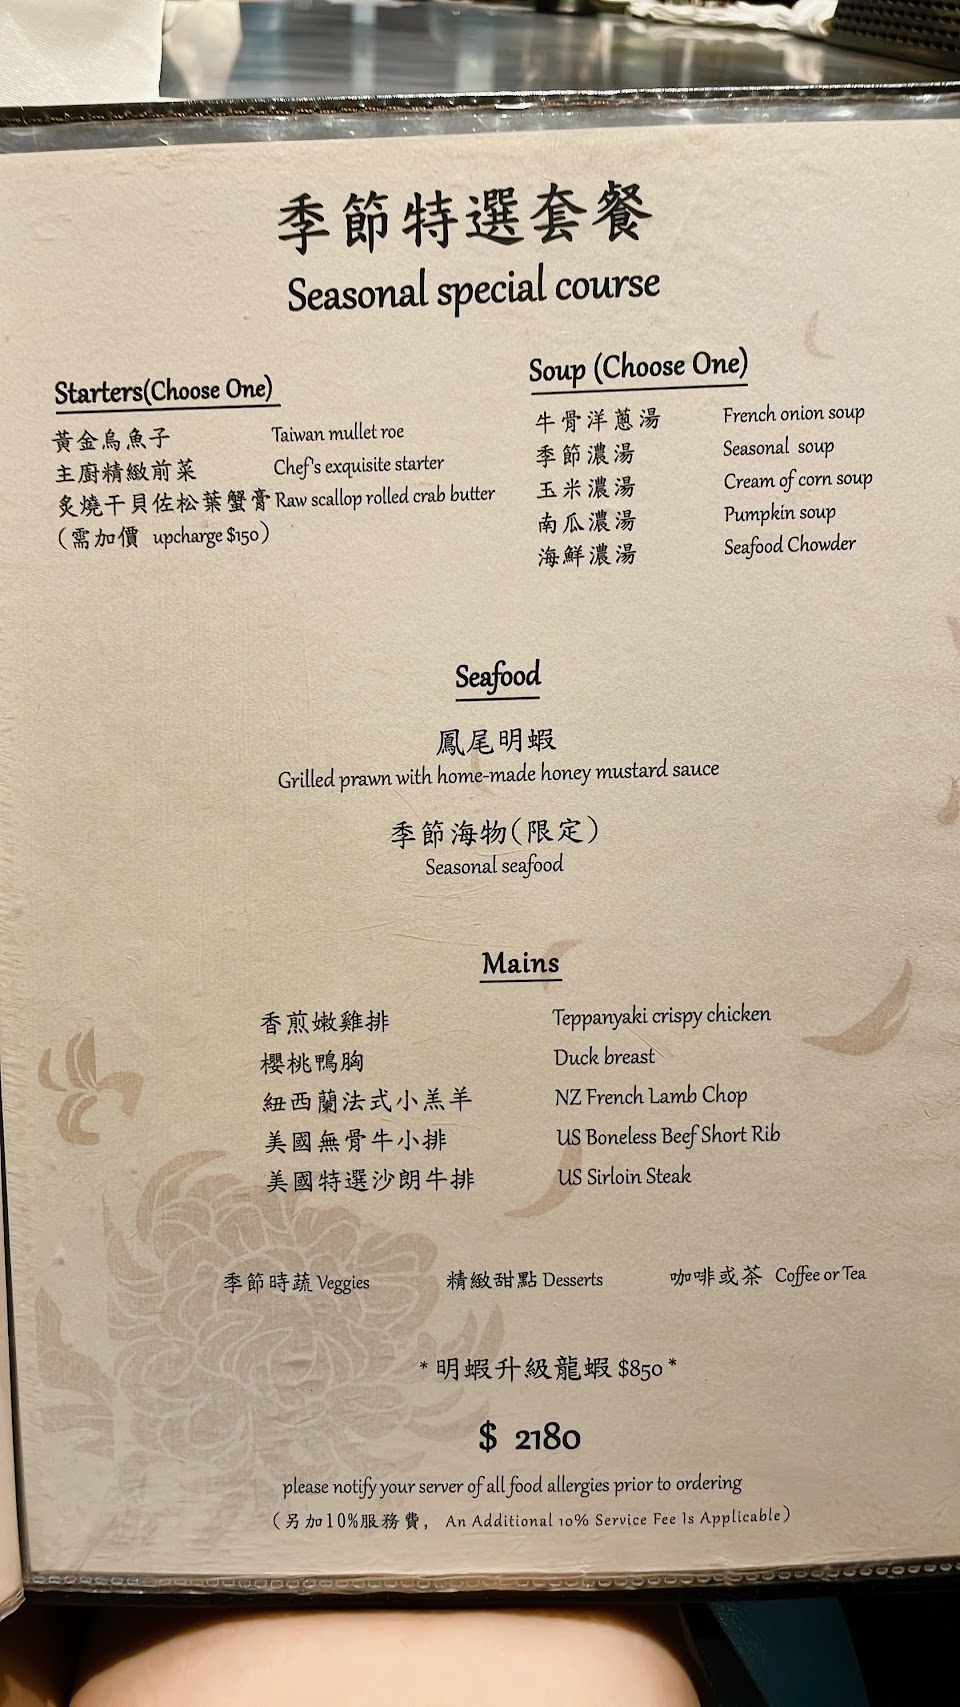 季節特選套餐
Seasonal special course
Starters(Choose One)
黃金烏魚子 Taiwan mullet roe
主廚精緻前菜 Chef's exquisite starter
炙燒干貝佐松葉蟹膏 Raw scallop rolled crab butter
(需加價 upcharge $150)
Soup (Choose One)
牛骨洋蔥湯 French onion soup
季節濃湯 Seasonal soup
玉米濃湯 Cream of corn soup
南瓜濃湯 Pumpkin soup
海鮮濃湯 Seafood Chowder
Seafood
鳳尾明蝦
Grilled prawn with home-made honey mustard sauce
季節海物(限定)
Seasonal seafood
Mains
香煎嫩雞排 Teppanyaki crispy chicken
櫻桃鴨胸 Duck breast
紐西蘭法式小羔羊 NZ French Lamb Chop
美國無骨牛小排 US Boneless Beef Short Rib
美國特選沙朗牛排 US Sirloin Steak
季節時蔬 Veggies 精緻甜點 Desserts 咖啡或茶 Coffee or Tea
* 明蝦升級龍蝦 $850 *
$ 2180
please notify your server of all food allergies prior to ordering
(另加10%服務費, An Additional 10% Service Fee Is Applicable)